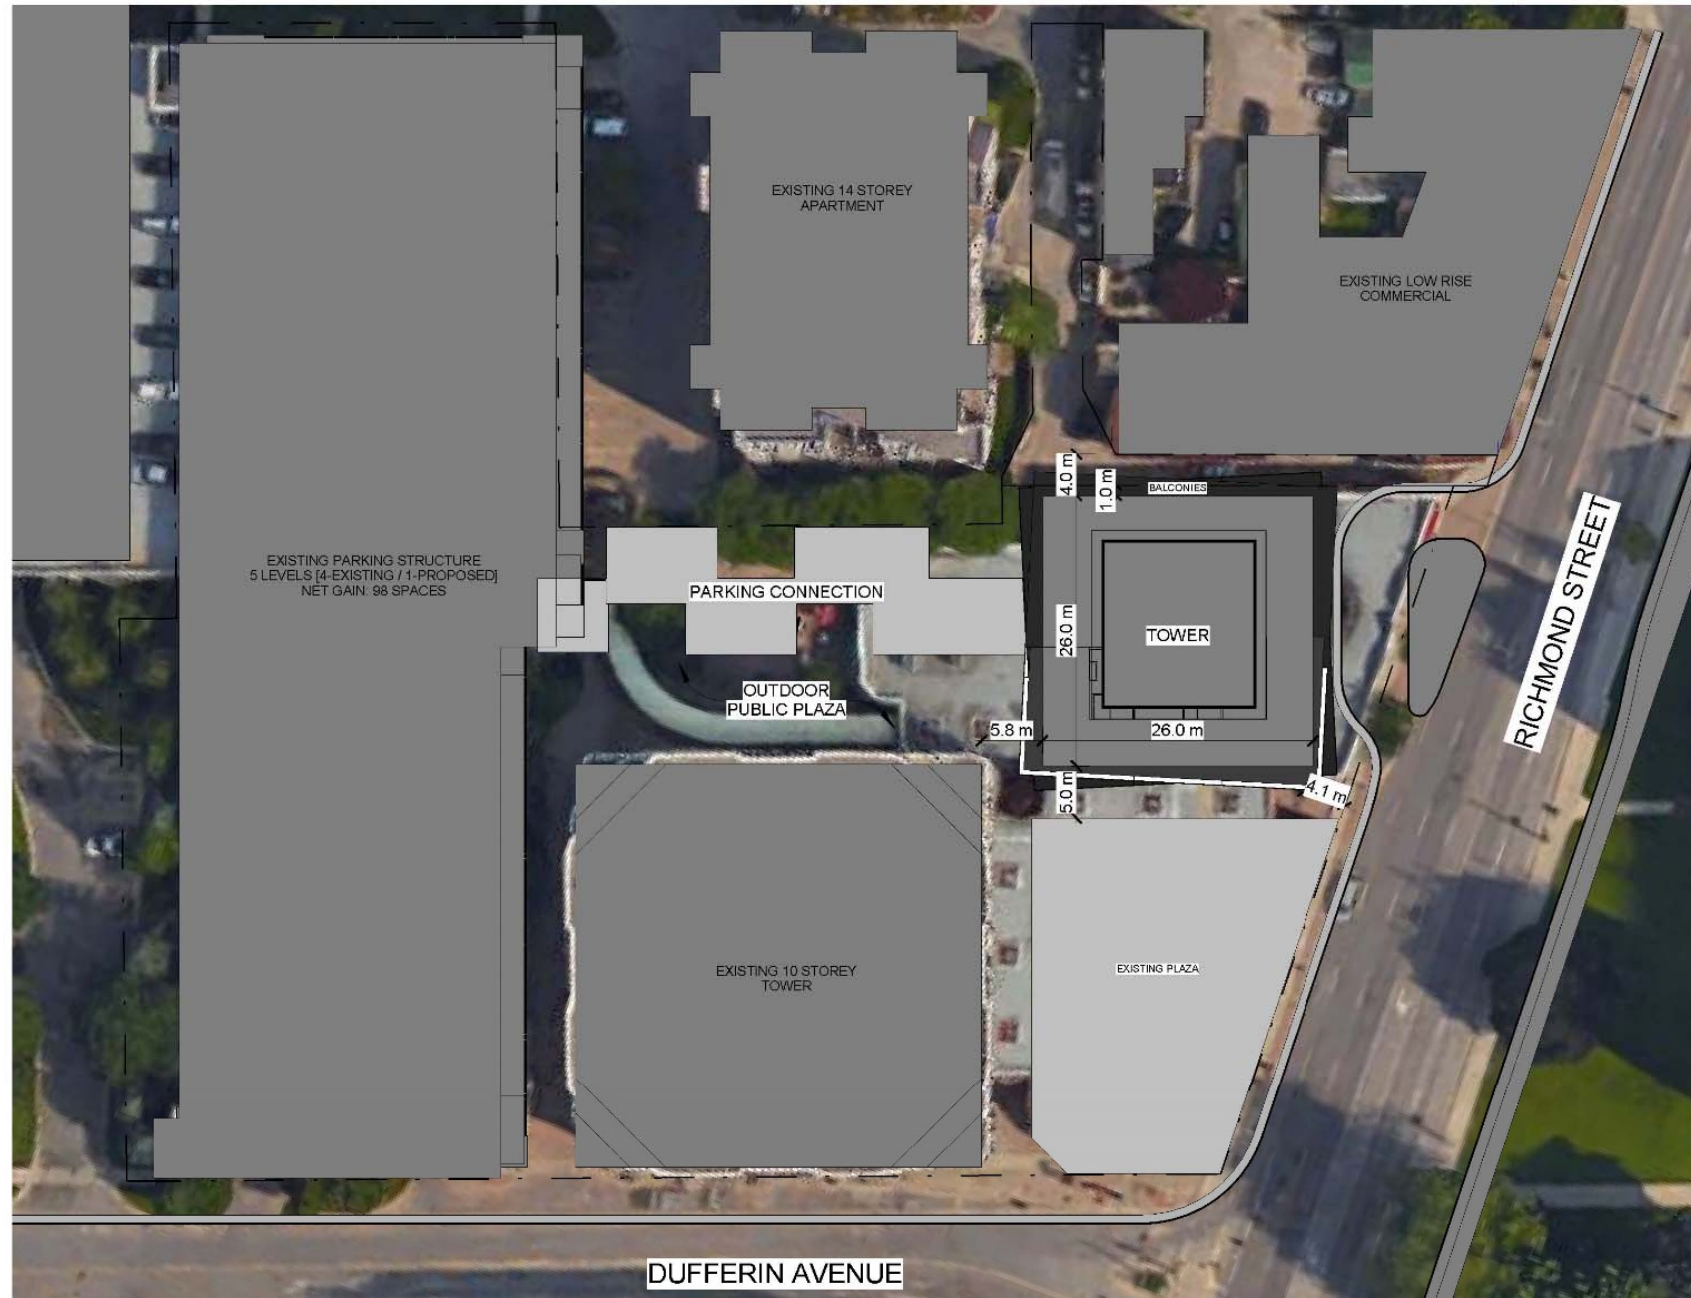 EXISTING 14 STOREY
APARTMENT
EXISTING LOW RISE
COMMERCIAL
4.0 m
1.0 m
BALCONIES
RICHMOND STREET
EXISTING PARKING STRUCTURE
5 LEVELS [4-EXISTING / 1-PROPOSED]
NET GAIN: 98 SPACES
PARKING CONNECTION
26.0 m
TOWER
OUTDOOR
PUBLIC PLAZA
5.8 m
26.0 m
5.0 m
4.1 m
EXISTING 10 STOREY
TOWER
EXISTING PLAZA
DUFFERIN AVENUE